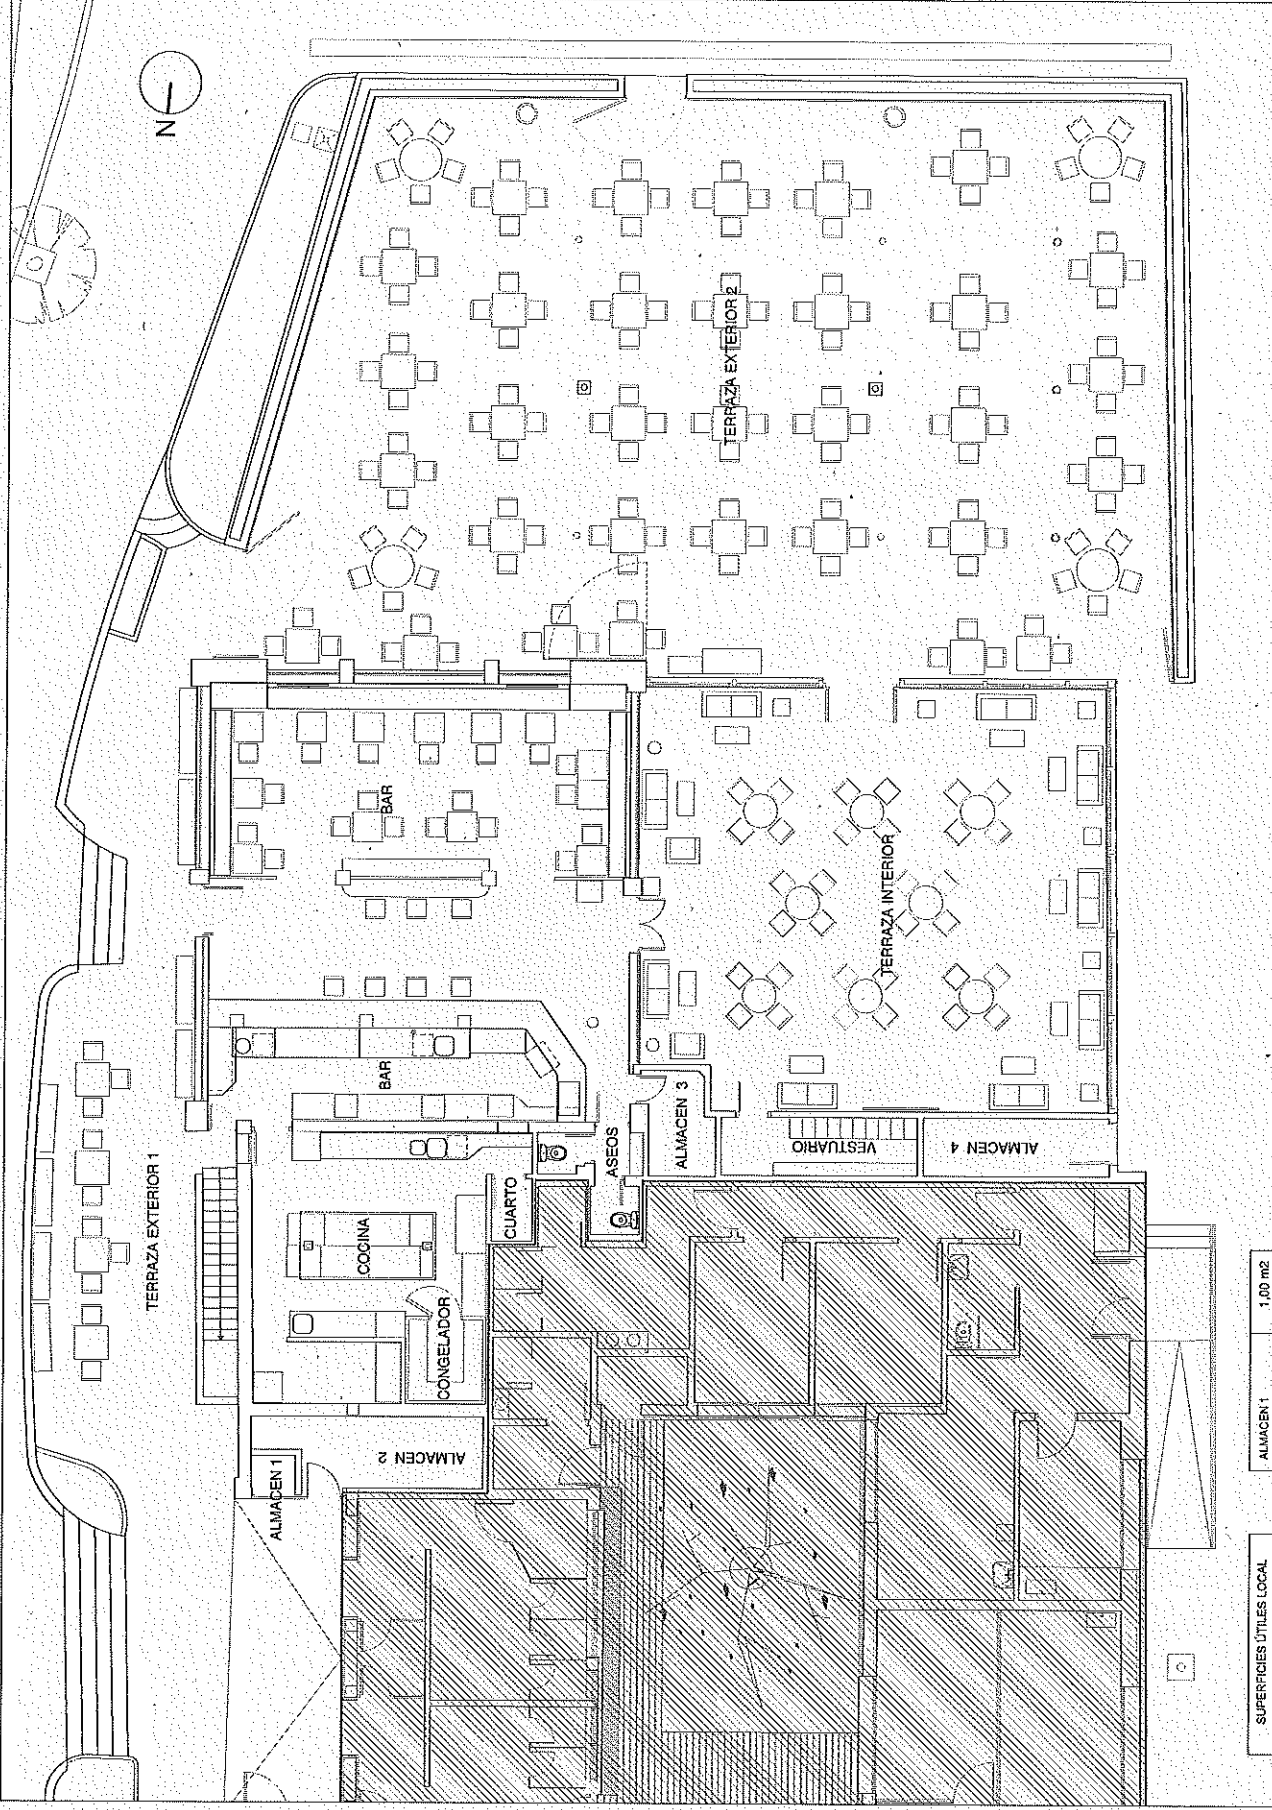 N
TERRAZA EXTERIOR 2
BAR
TERRAZA INTERIOR
BAR
TERRAZA EXTERIOR 1
ASEOS
ALMACEN 3
VESTUARIO
ALMACEN 4
CUARTO
COCINA
CONGELADOR
ALMACEN 2
ALMACEN 1
SUPERFICIES ÚTILES LOCAL
ALMACEN 1 1,00 m2